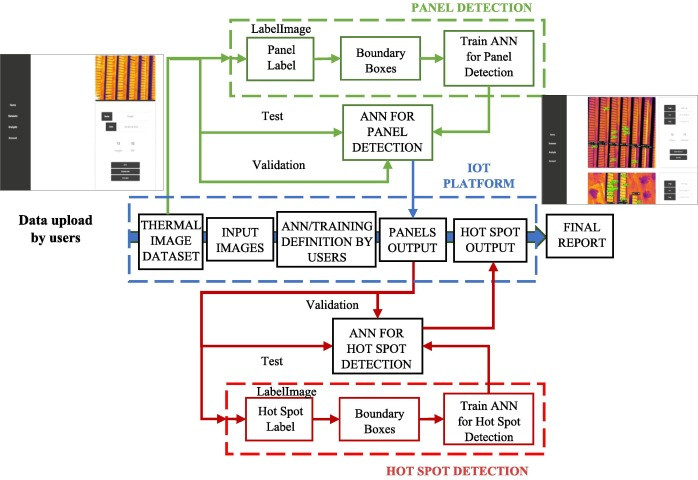 PANEL DETECTION
LabelImage
Panel
Label
Boundary
Boxes
Train ANN
for Panel
Detection
Test
ANN FOR
PANEL
DETECTION
Validation
IOT
PLATFORM
Data upload
by users
THERMAL
IMAGE
DATASET
INPUT
IMAGES
ANN/TRAINING
DEFINITION BY
USERS
PANELS
OUTPUT
HOT SPOT
OUTPUT
FINAL
REPORT
Validation
ANN FOR
HOT SPOT
DETECTION
Test
LabelImage
Hot Spot
Label
Boundary
Boxes
Train ANN
for Hot Spot
Detection
HOT SPOT DETECTION